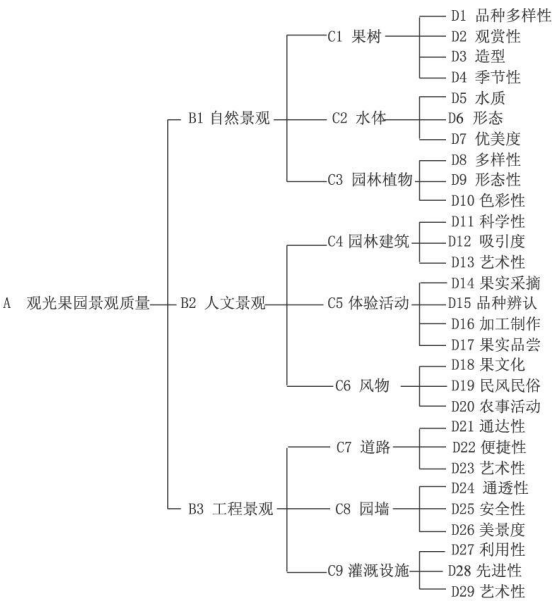 D1 品种多样性
C1 果树
D2 观赏性
D3 造型
D4 季节性
B1自然景观
D5 水质
C2 水体
D6 形态
D7 优美度
D8 多样性
C3 园林植物
D9 形态性
D10 色彩性
D11 科学性
C4园林建筑
D12 吸引度
D13 艺术性
A 观光果园景观质量
B2 人文景观
D14 果实采摘
C5 体验活动
D15 品种辨认
D16 加工制作
D17 果实品尝
D18 果文化
C6 风物
D19 民风民俗
D20 农事活动
D21 通达性
C7 道路
D22 便捷性
D23 艺术性
B3 工程景观
D24 通透性
C8 园墙
D25 安全性
D26 美景度
D27 利用性
C9 灌溉设施
D28 先进性
D29 艺术性